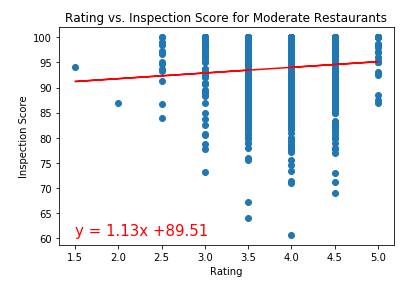 Rating vs. Inspection Score for Moderate Restaurants
Inspection Score
100
95
90
85
80
75
70
65
60
y = 1.13x +89.51
1.5 2.0 2.5 3.0 3.5 4.0 4.5 5.0
Rating